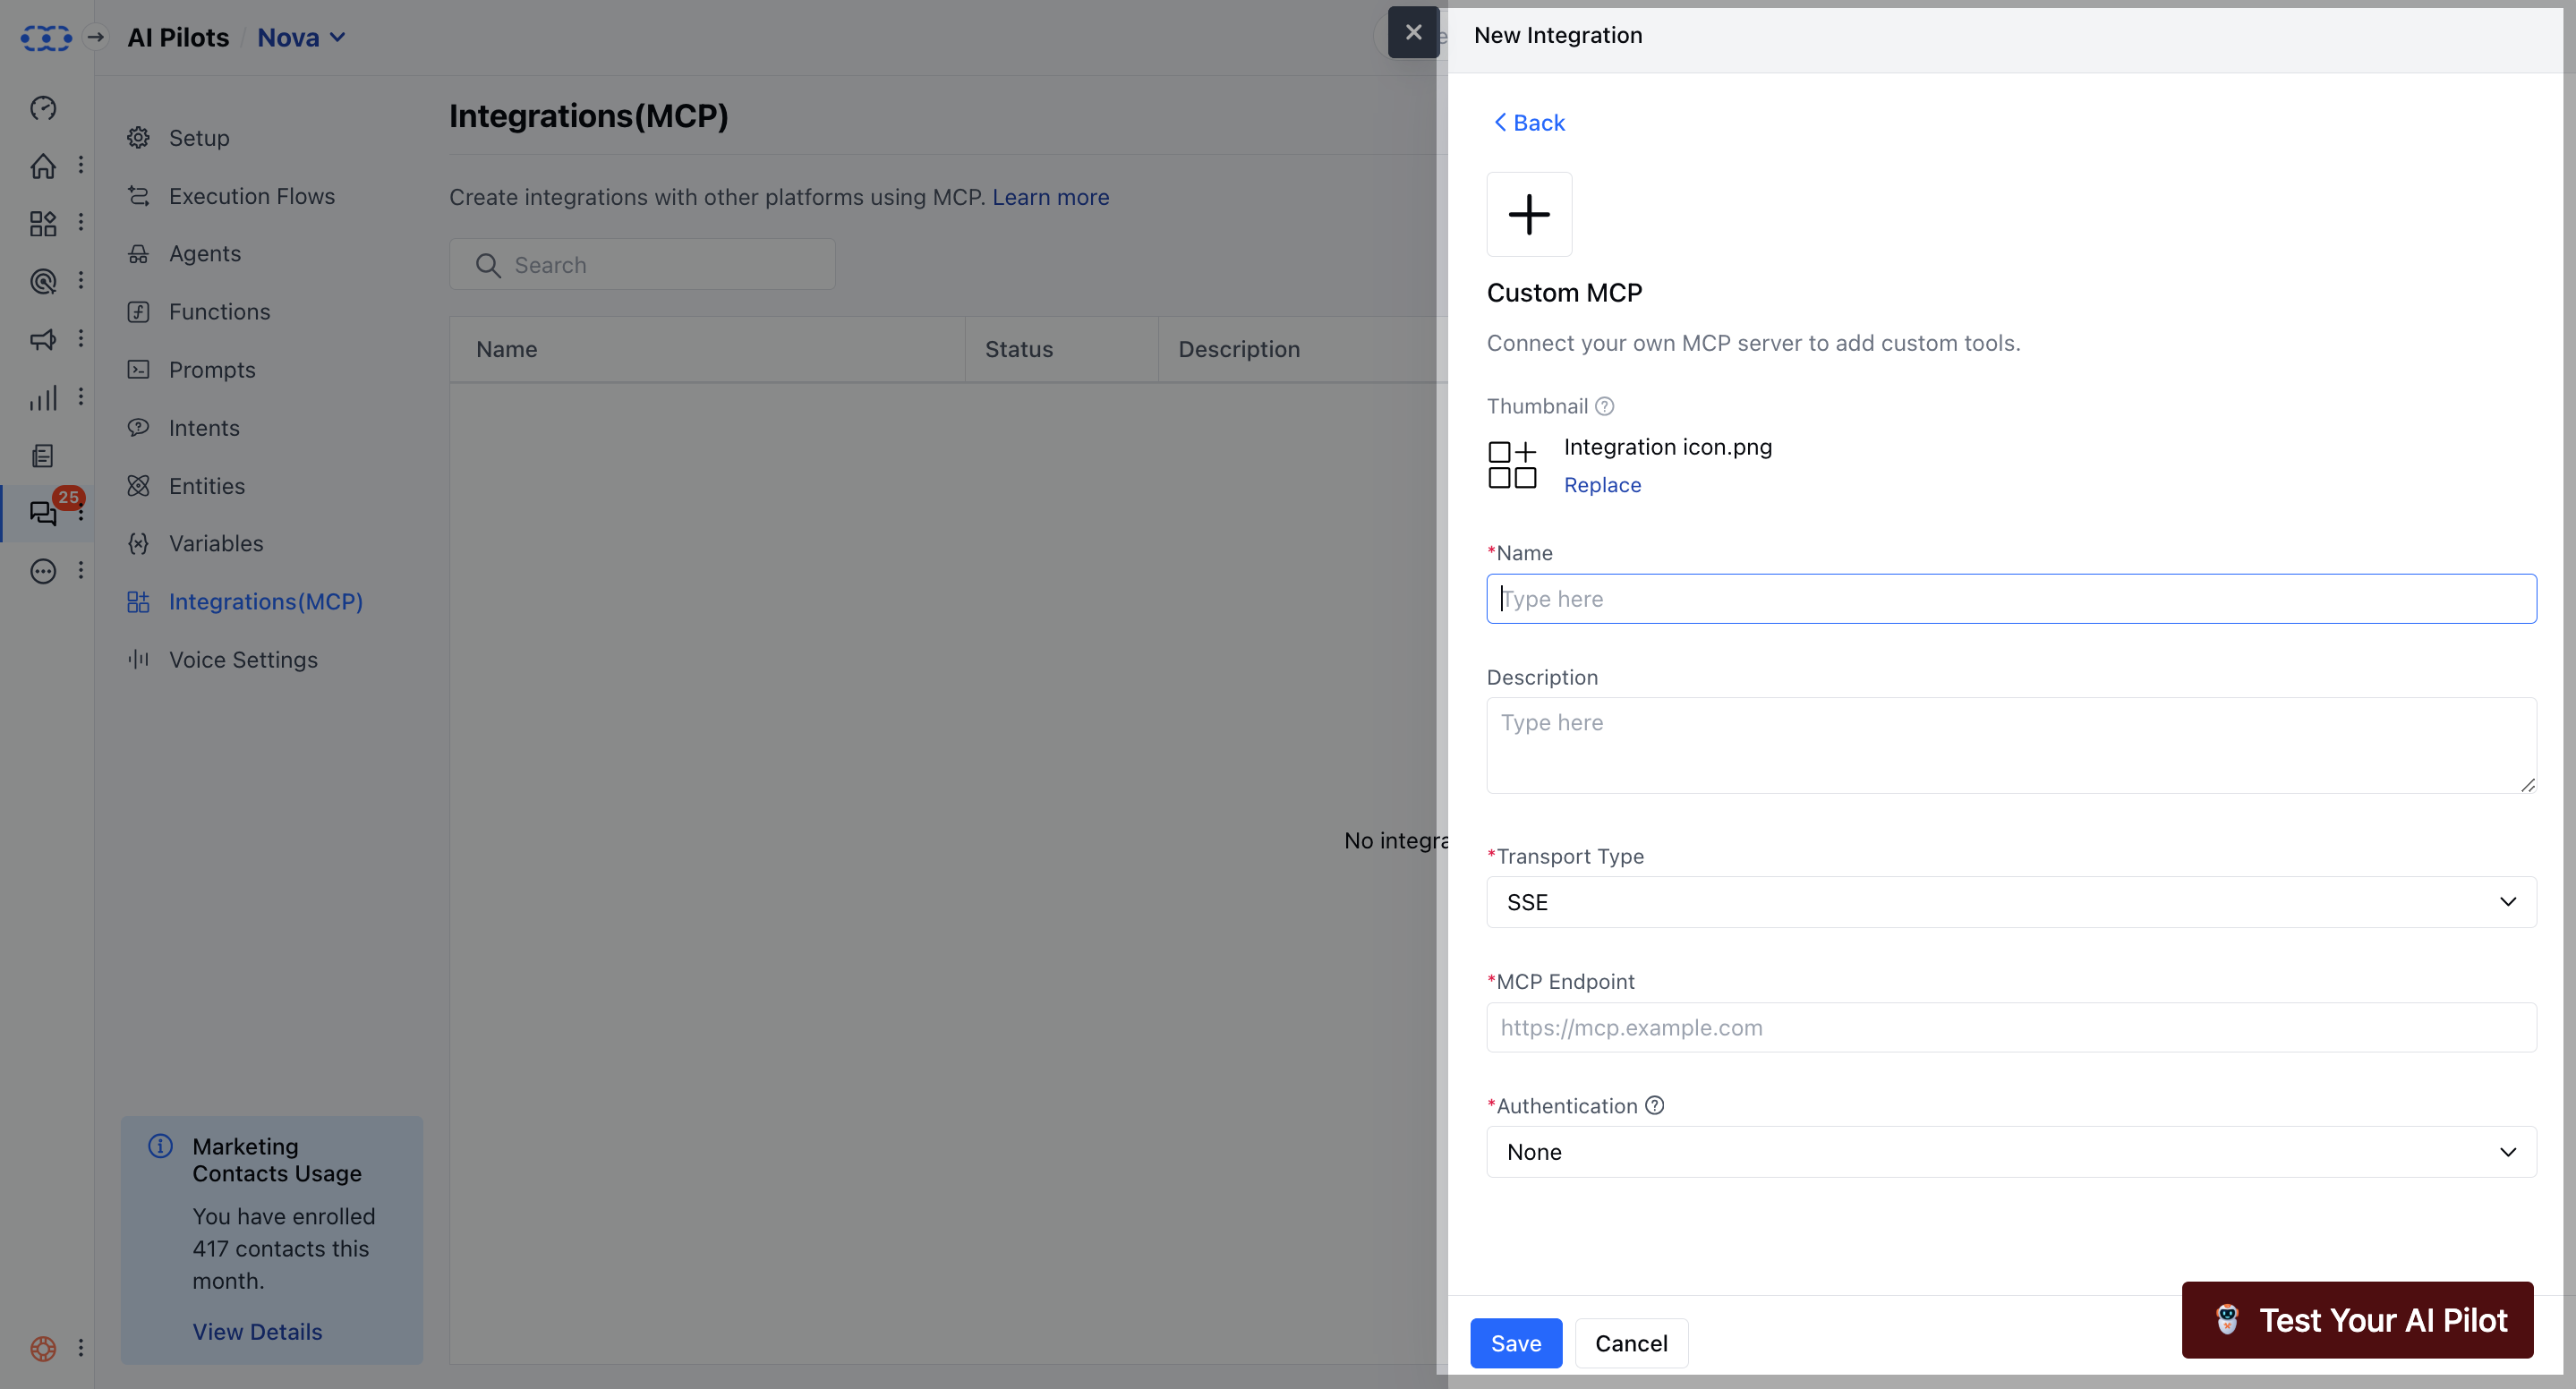 AI Pilots / Nova
New Integration
Setup
Execution Flows
Agents
Functions
Prompts
Intents
Entities
25
Variables
Integrations(MCP)
Voice Settings
Marketing
Contacts Usage
You have enrolled
417 contacts this
month.
View Details
Integrations(MCP)
Create integrations with other platforms using MCP. Learn more
Search
Name Status Description
No integra
Back
Custom MCP
Connect your own MCP server to add custom tools.
Thumbnail
Integration icon.png
Replace
*Name
Type here
Description
Type here
*Transport Type
SSE
*MCP Endpoint
https://mcp.example.com
*Authentication
None
Save Cancel
Test Your AI Pilot